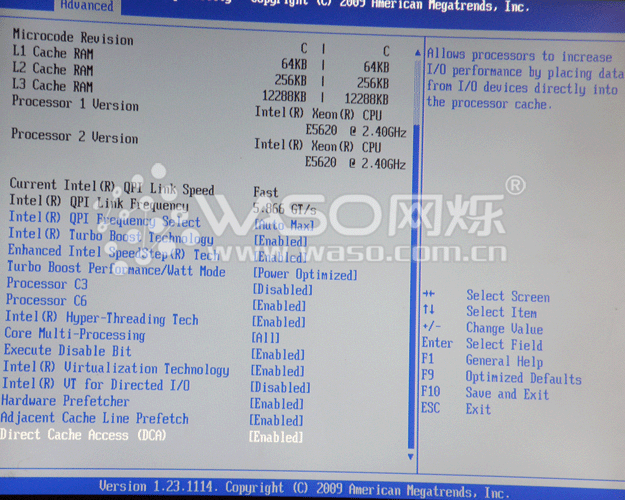 Copyright (C) 2009 American Megatrends, Inc.
Advanced
Microcode Revision C | C
L1 Cache RAM 64KB | 64KB
L2 Cache RAM 256KB | 256KB
L3 Cache RAM 12288KB | 12288KB
Processor 1 Version Intel(R) Xeon(R) CPU
E5620 @ 2.40GHz
Processor 2 Version Intel(R) Xeon(R) CPU
E5620 @ 2.40GHz
Current Intel(R) QPI Link Speed Fast
Intel(R) QPI Link Frequency 5.866 GT/s
Intel(R) QPI Frequency Select [Auto Max]
Intel(R) Turbo Boost Technology [Enabled]
Enhanced Intel SpeedStep(R) Tech [Enabled]
Turbo Boost Performance/Watt Mode [Power Optimized]
Processor C3 [Disabled]
Processor C6 [Enabled]
Intel(R) Hyper-Threading Tech [Enabled]
Core Multi-Processing [All]
Execute Disable Bit [Enabled]
Intel(R) Virtualization Technology [Enabled]
Intel(R) VT for Directed I/O [Disabled]
Hardware Prefetcher [Enabled]
Adjacent Cache Line Prefetch [Enabled]
Direct Cache Access (DCA) [Enabled]
Allows processors to increase
I/O performance by placing data
from I/O devices directly into
the processor cache.
→← Select Screen
↑↓ Select Item
+/- Change Value
Enter Select Field
F1 General Help
F9 Optimized Defaults
F10 Save and Exit
ESC Exit
Version 1.23.1114. Copyright (C) 2009 American Megatrends, Inc.
WASO网烁®
www.waso.com.cn